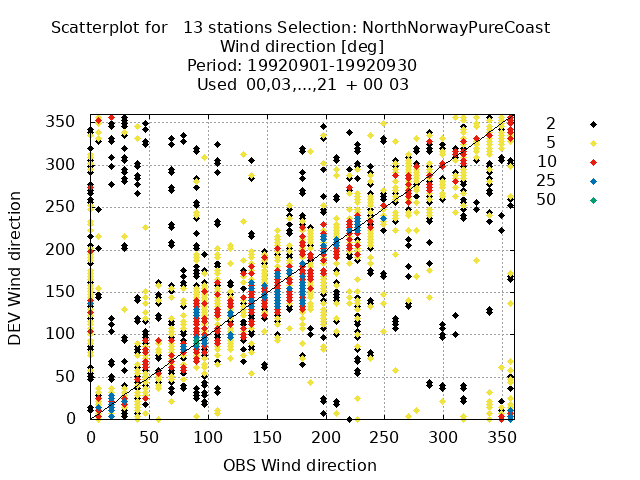 Scatterplot for 13 stations Selection: NorthNorwayPureCoast
Wind direction [deg]
Period: 19920901-19920930
Used 00,03,...,21 + 00 03
2
5
10
25
50
DEV Wind direction
350
300
250
200
150
100
50
0
0 50 100 150 200 250 300 350
OBS Wind direction